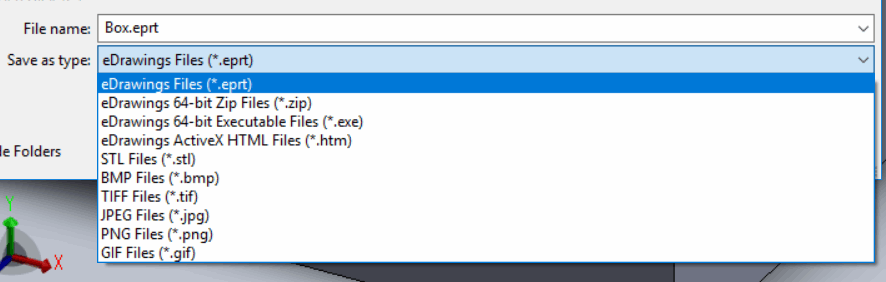 File name: Box.eprt
Save as type: eDrawings Files (*.eprt)
eDrawings Files (*.eprt)
eDrawings 64-bit Zip Files (*.zip)
eDrawings 64-bit Executable Files (*.exe)
eDrawings ActiveX HTML Files (*.htm)
STL Files (*.stl)
le Folders
BMP Files (*.bmp)
TIFF Files (*.tif)
JPEG Files (*.jpg)
PNG Files (*.png)
GIF Files (*.gif)
Y
X